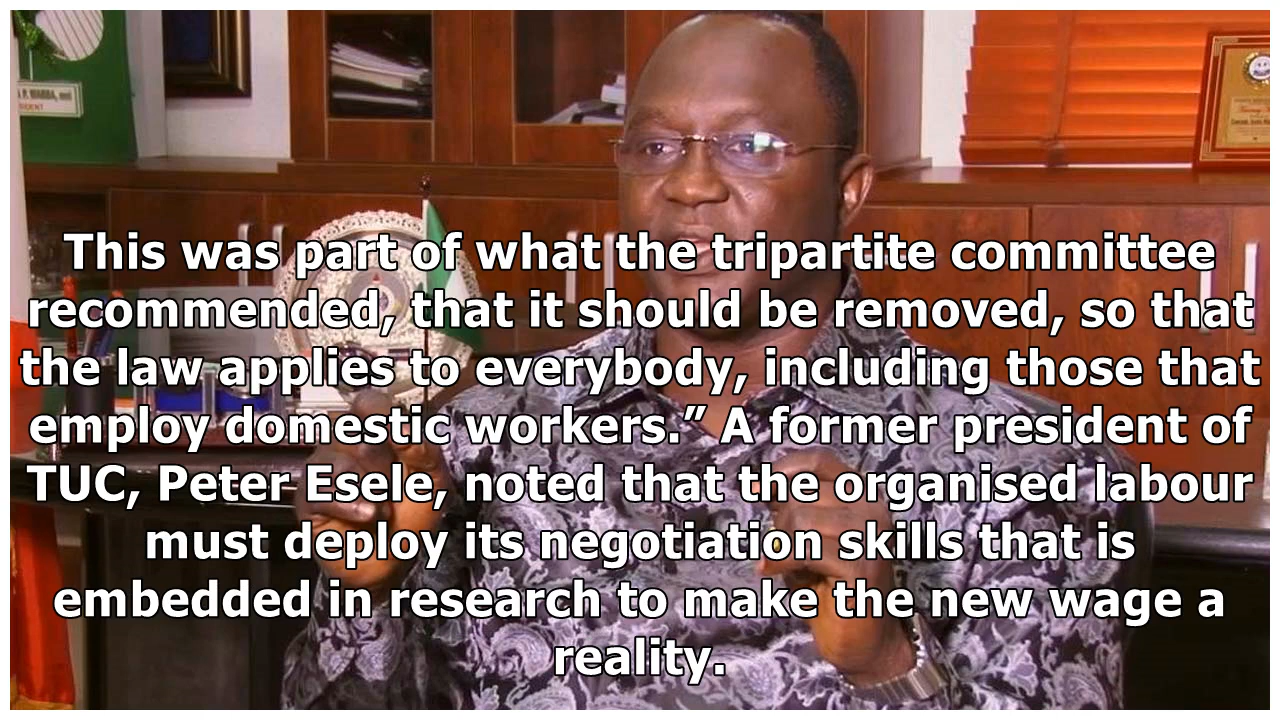 A P. WABBA, mni
This was part of what the tripartite committee
recommended, that it should be removed, so that
the law applies to everybody, including those that
employ domestic workers.” A former president of
TUC, Peter Esele, noted that the organised labour
must deploy its negotiation skills that is
embedded in research to make the new wage a
reality.